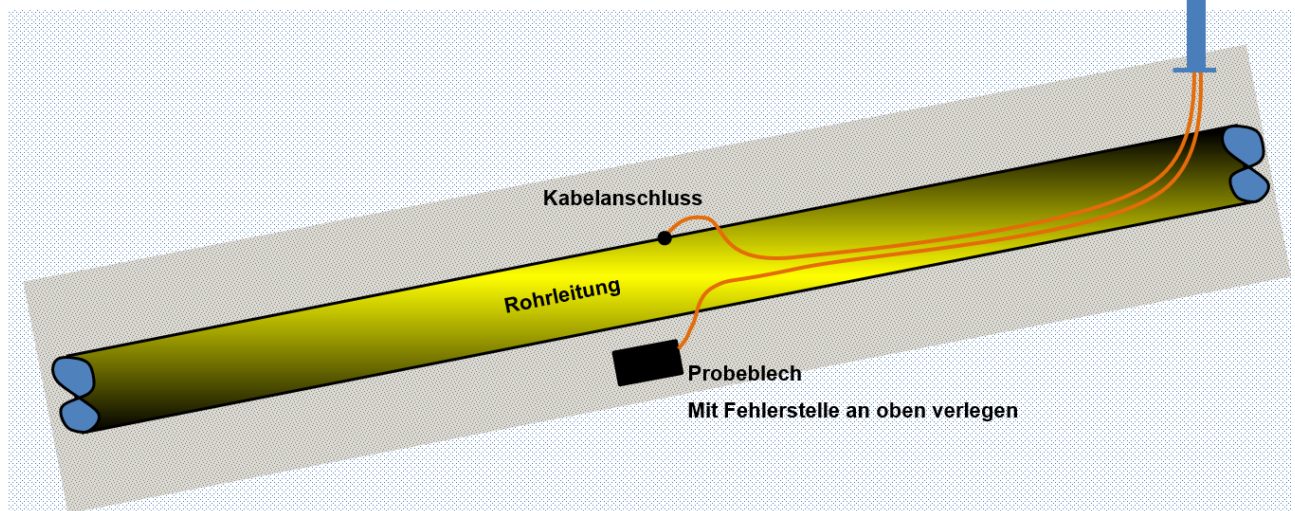 Kabelanschluss
Rohrleitung
Probeblech
Mit Fehlerstelle an oben verlegen